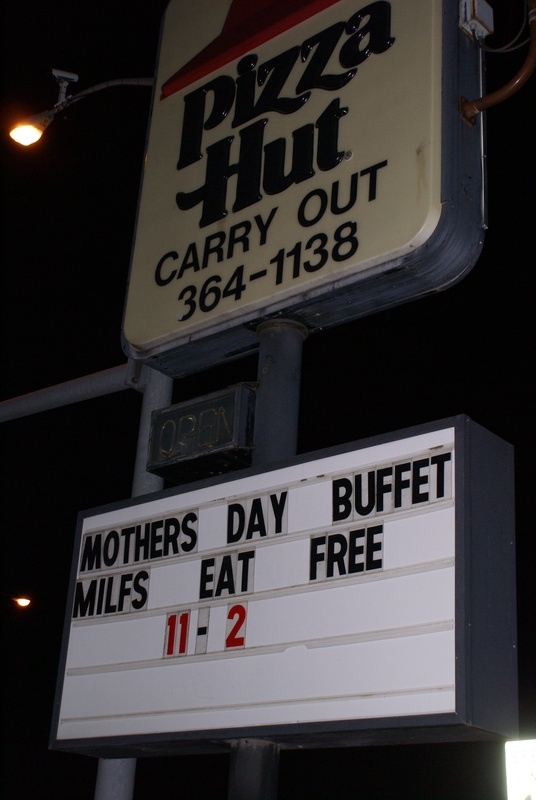 Pizza
Hut
CARRY OUT
364-1138
OPEN
MOTHERS DAY BUFFET
MILFS EAT FREE
11-2